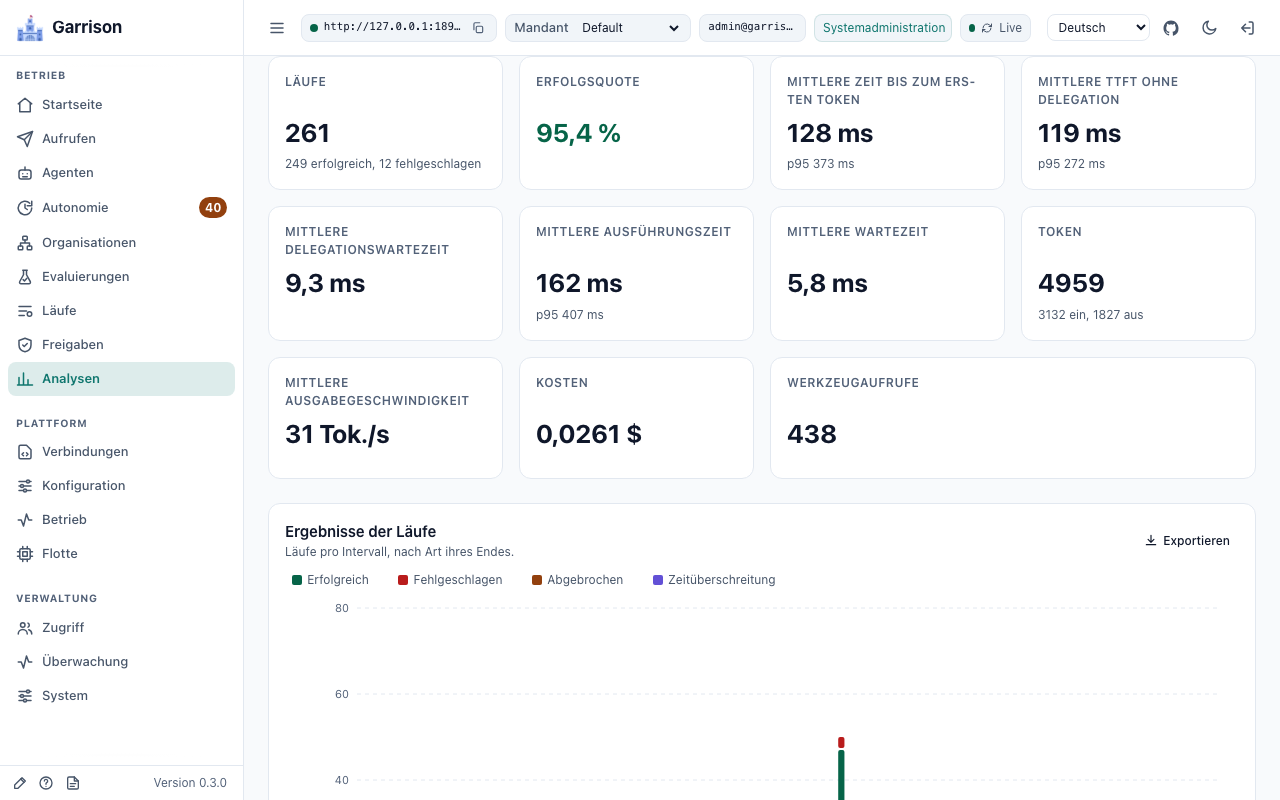 Garrison
http://127.0.0.1:189…
Mandant
Default
admin@garris…
Systemadministration
Live
Deutsch
BETRIEB
Startseite
Aufrufen
Agenten
Autonomie
40
Organisationen
Evaluierungen
Läufe
Freigaben
Analysen
PLATTFORM
Verbindungen
Konfiguration
Betrieb
Flotte
VERWALTUNG
Zugriff
Überwachung
System
Version 0.3.0
LÄUFE
261
249 erfolgreich, 12 fehlgeschlagen
ERFOLGSQUOTE
95,4 %
MITTLERE ZEIT BIS ZUM ERS-
TEN TOKEN
128 ms
p95 373 ms
MITTLERE TTFT OHNE
DELEGATION
119 ms
p95 272 ms
MITTLERE
DELEGATIONSWARTEZEIT
9,3 ms
MITTLERE AUSFÜHRUNGSZEIT
162 ms
p95 407 ms
MITTLERE WARTEZEIT
5,8 ms
TOKEN
4959
3132 ein, 1827 aus
MITTLERE
AUSGABEGESCHWINDIGKEIT
31 Tok./s
KOSTEN
0,0261 $
WERKZEUGAUFRUFE
438
Ergebnisse der Läufe
Läufe pro Intervall, nach Art ihres Endes.
Exportieren
Erfolgreich
Fehlgeschlagen
Abgebrochen
Zeitüberschreitung
80
60
40